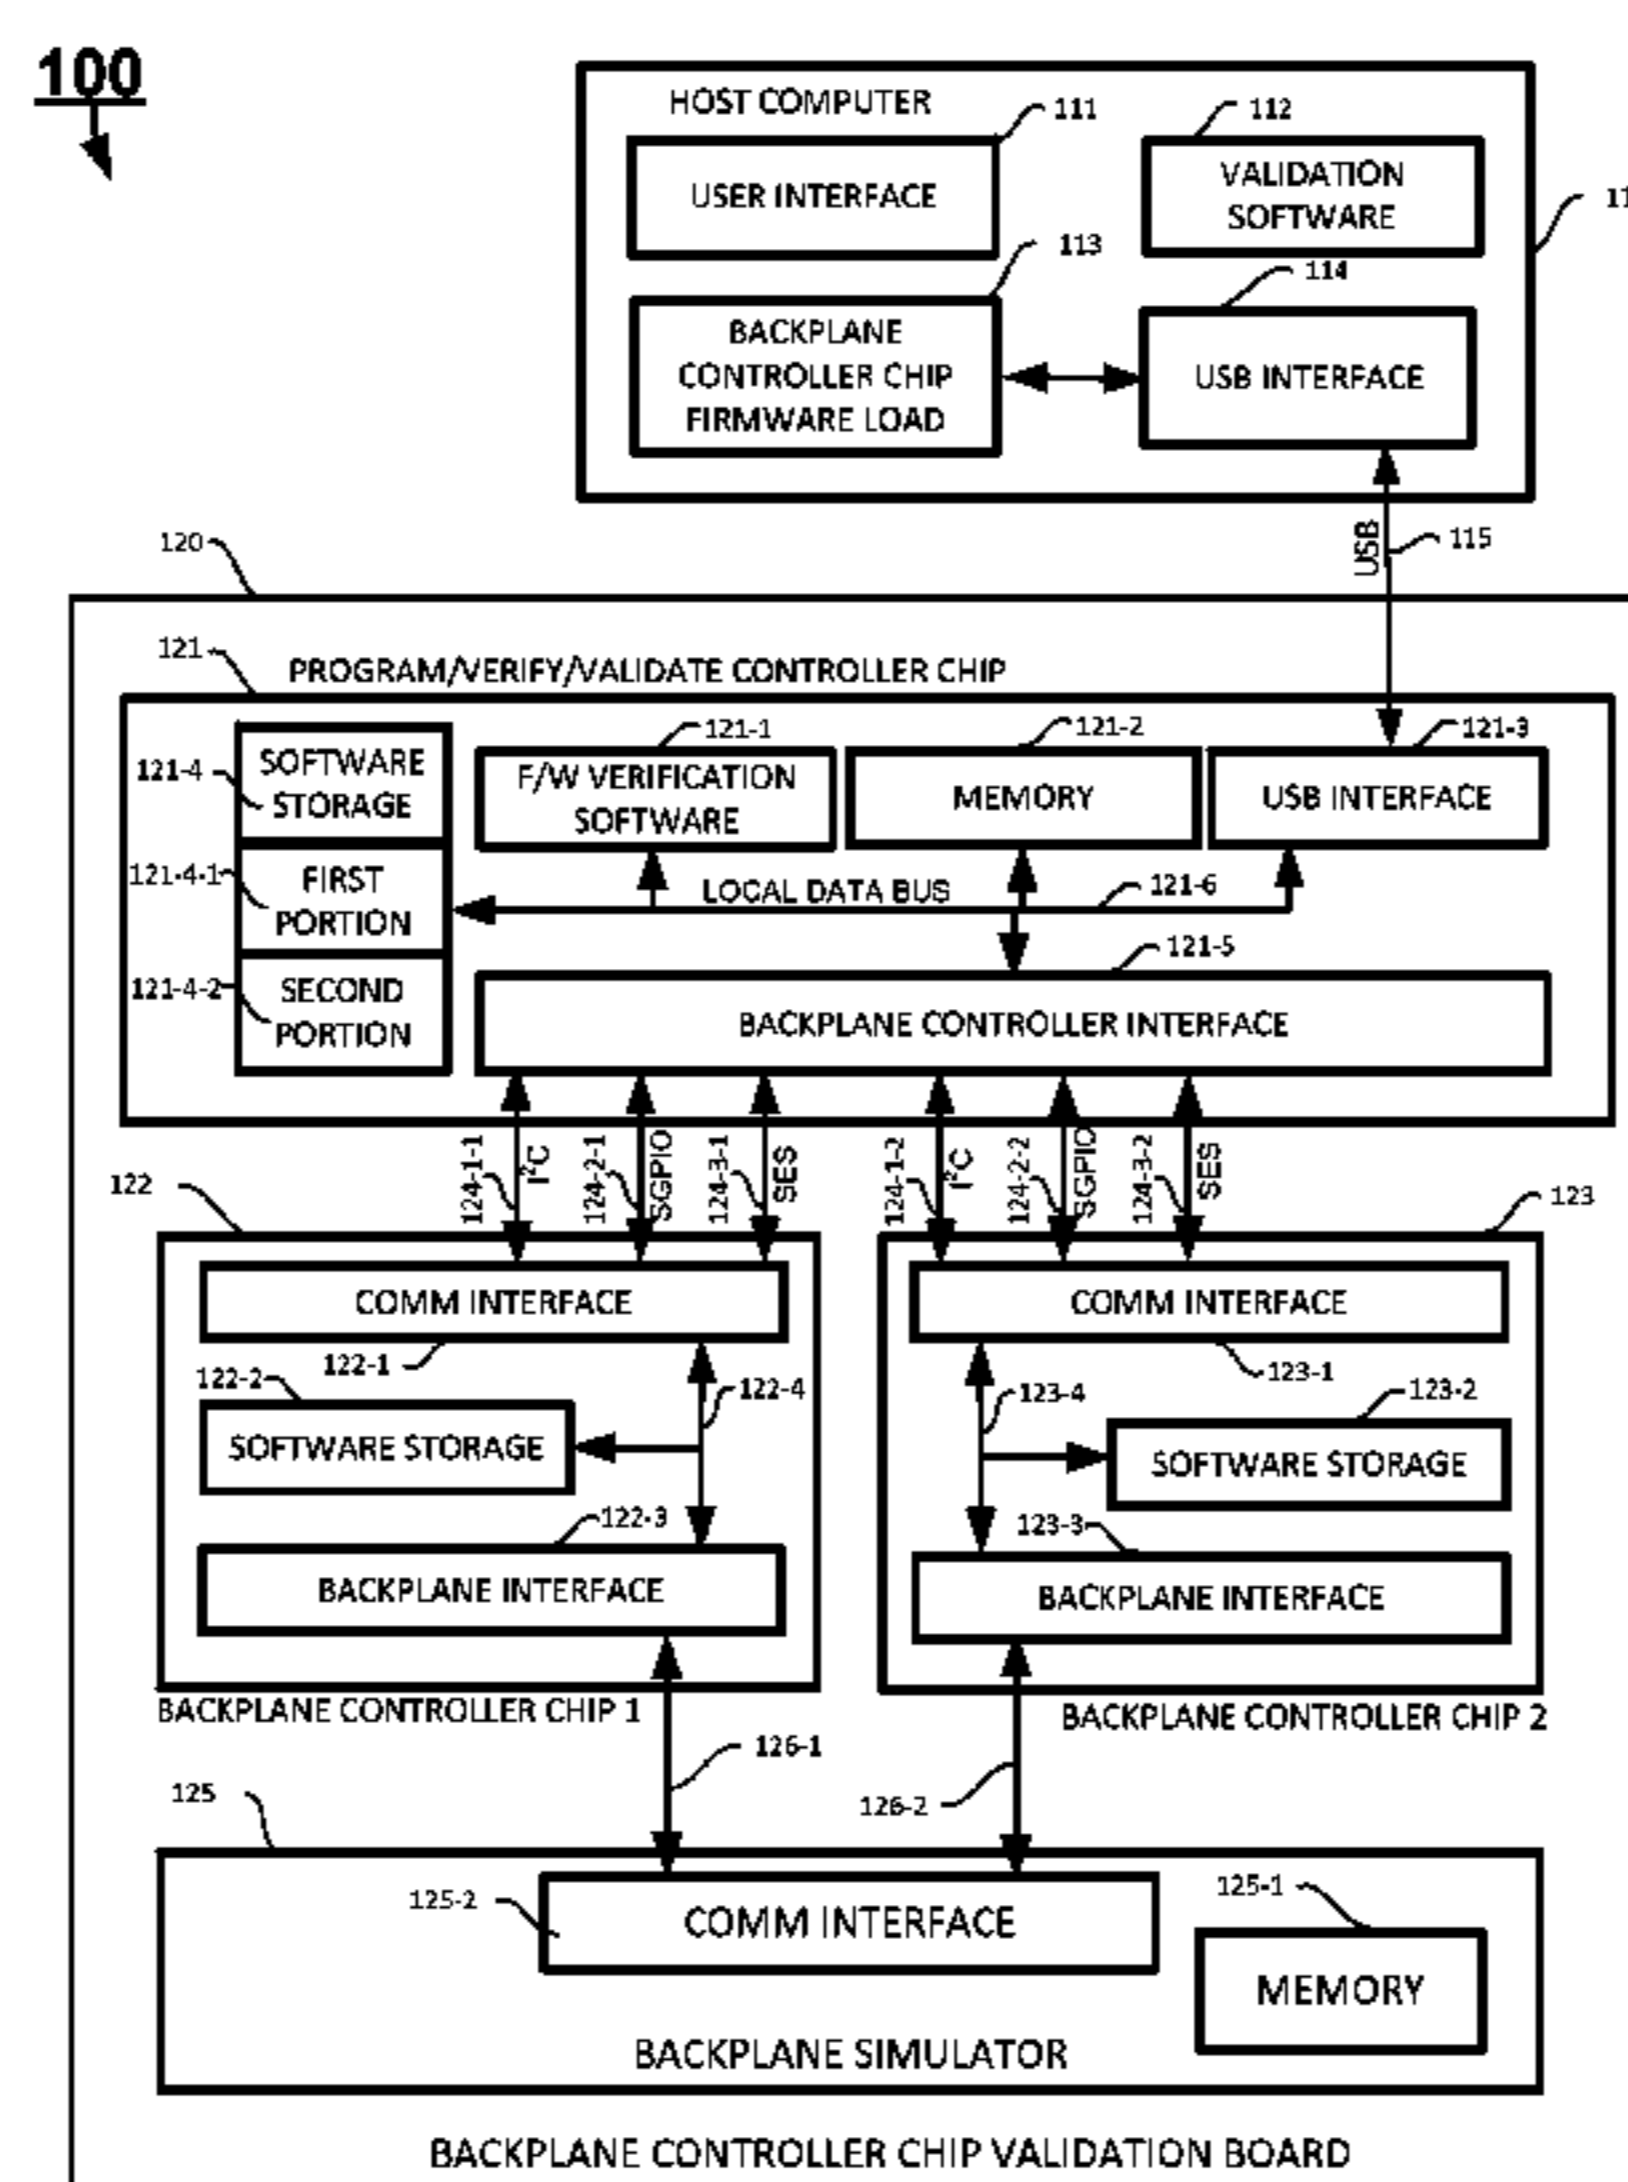 100
HOST COMPUTER
111
112
USER INTERFACE
VALIDATION
SOFTWARE
113
114
BACKPLANE
CONTROLLER CHIP
FIRMWARE LOAD
USB INTERFACE
USB
115
120
121
PROGRAM/VERIFY/VALIDATE CONTROLLER CHIP
121-1
121-2
121-3
121-4
SOFTWARE
STORAGE
F/W VERIFICATION
SOFTWARE
MEMORY
USB INTERFACE
121-4-1
FIRST
PORTION
LOCAL DATA BUS
121-6
121-5
121-4-2
SECOND
PORTION
BACKPLANE CONTROLLER INTERFACE
124-1-1
I²C
124-2-1
SGPIO
124-3-1
SES
124-1-2
I²C
124-2-2
SGPIO
124-3-2
SES
122
123
COMM INTERFACE
COMM INTERFACE
122-1
123-1
122-2
122-4
123-4
123-2
SOFTWARE STORAGE
SOFTWARE STORAGE
122-3
123-3
BACKPLANE INTERFACE
BACKPLANE INTERFACE
BACKPLANE CONTROLLER CHIP 1
BACKPLANE CONTROLLER CHIP 2
126-1
126-2
125
125-2
125-1
COMM INTERFACE
MEMORY
BACKPLANE SIMULATOR
BACKPLANE CONTROLLER CHIP VALIDATION BOARD